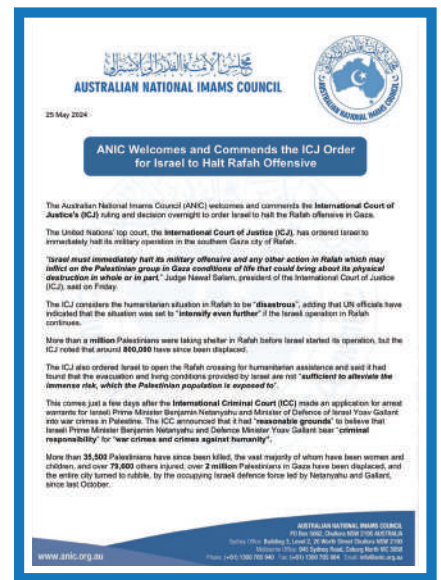 AUSTRALIAN NATIONAL IMAMS COUNCIL
25 May 2024
ANIC Welcomes and Commends the ICJ Order
for Israel to Halt Rafah Offensive
The Australian National Imams Council (ANIC) welcomes and commends the International Court of
Justice's (ICJ) ruling and decision overnight to order Israel to halt the Rafah offensive in Gaza.
The United Nations' top court, the International Court of Justice (ICJ), has ordered Israel to
immediately halt its military operation in the southern Gaza city of Rafah.
"Israel must immediately halt its military offensive and any other action in Rafah which may
inflict on the Palestinian group in Gaza conditions of life that could bring about its physical
destruction in whole or in part," Judge Nawaf Salam, president of the International Court of Justice
(ICJ), said on Friday.
The ICJ considers the humanitarian situation in Rafah to be "disastrous", adding that UN officials have
indicated that the situation was set to "intensify even further" if the Israeli operation in Rafah
continues.
More than a million Palestinians were taking shelter in Rafah before Israel started its operation, but the
ICJ noted that around 800,000 have since been displaced.
The ICJ also ordered Israel to open the Rafah crossing for humanitarian assistance and said it had
found that the evacuation and living conditions provided by Israel are not "sufficient to alleviate the
immense risk, which the Palestinian population is exposed to".
This comes just a few days after the International Criminal Court (ICC) made an application for arrest
warrants for Israeli Prime Minister Benjamin Netanyahu and Minister of Defence of Israel Yoav Gallant
into war crimes in Palestine. The ICC announced that it had "reasonable grounds" to believe that
Israeli Prime Minister Benjamin Netanyahu and Defence Minister Yoav Gallant bear "criminal
responsibility" for "war crimes and crimes against humanity".
More than 35,500 Palestinians have since been killed, the vast majority of whom have been women and
children, and over 79,600 others injured, over 2 million Palestinians in Gaza have been displaced, and
the entire city turned to rubble, by the occupying Israeli defence force led by Netanyahu and Gallant,
since last October.
AUSTRALIAN NATIONAL IMAMS COUNCIL
www.anic.org.au